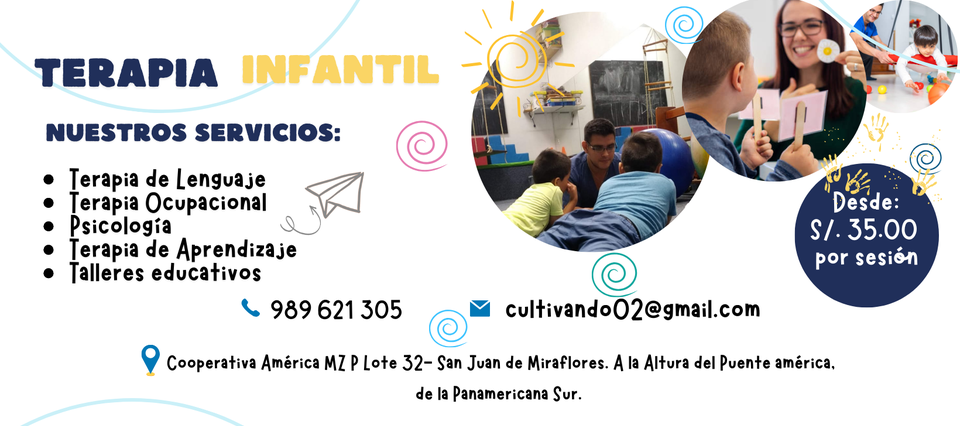 TERAPIA INFANTIL
NUESTROS SERVICIOS:
Terapia de Lenguaje
Terapia Ocupacional
Psicología
Terapia de Aprendizaje
Talleres educativos
Desde:
S/. 35.00
por sesión
989 621 305
cultivando02@gmail.com
Cooperativa América MZ P Lote 32- San Juan de Miraflores. A la Altura del Puente américa,
de la Panamericana Sur.